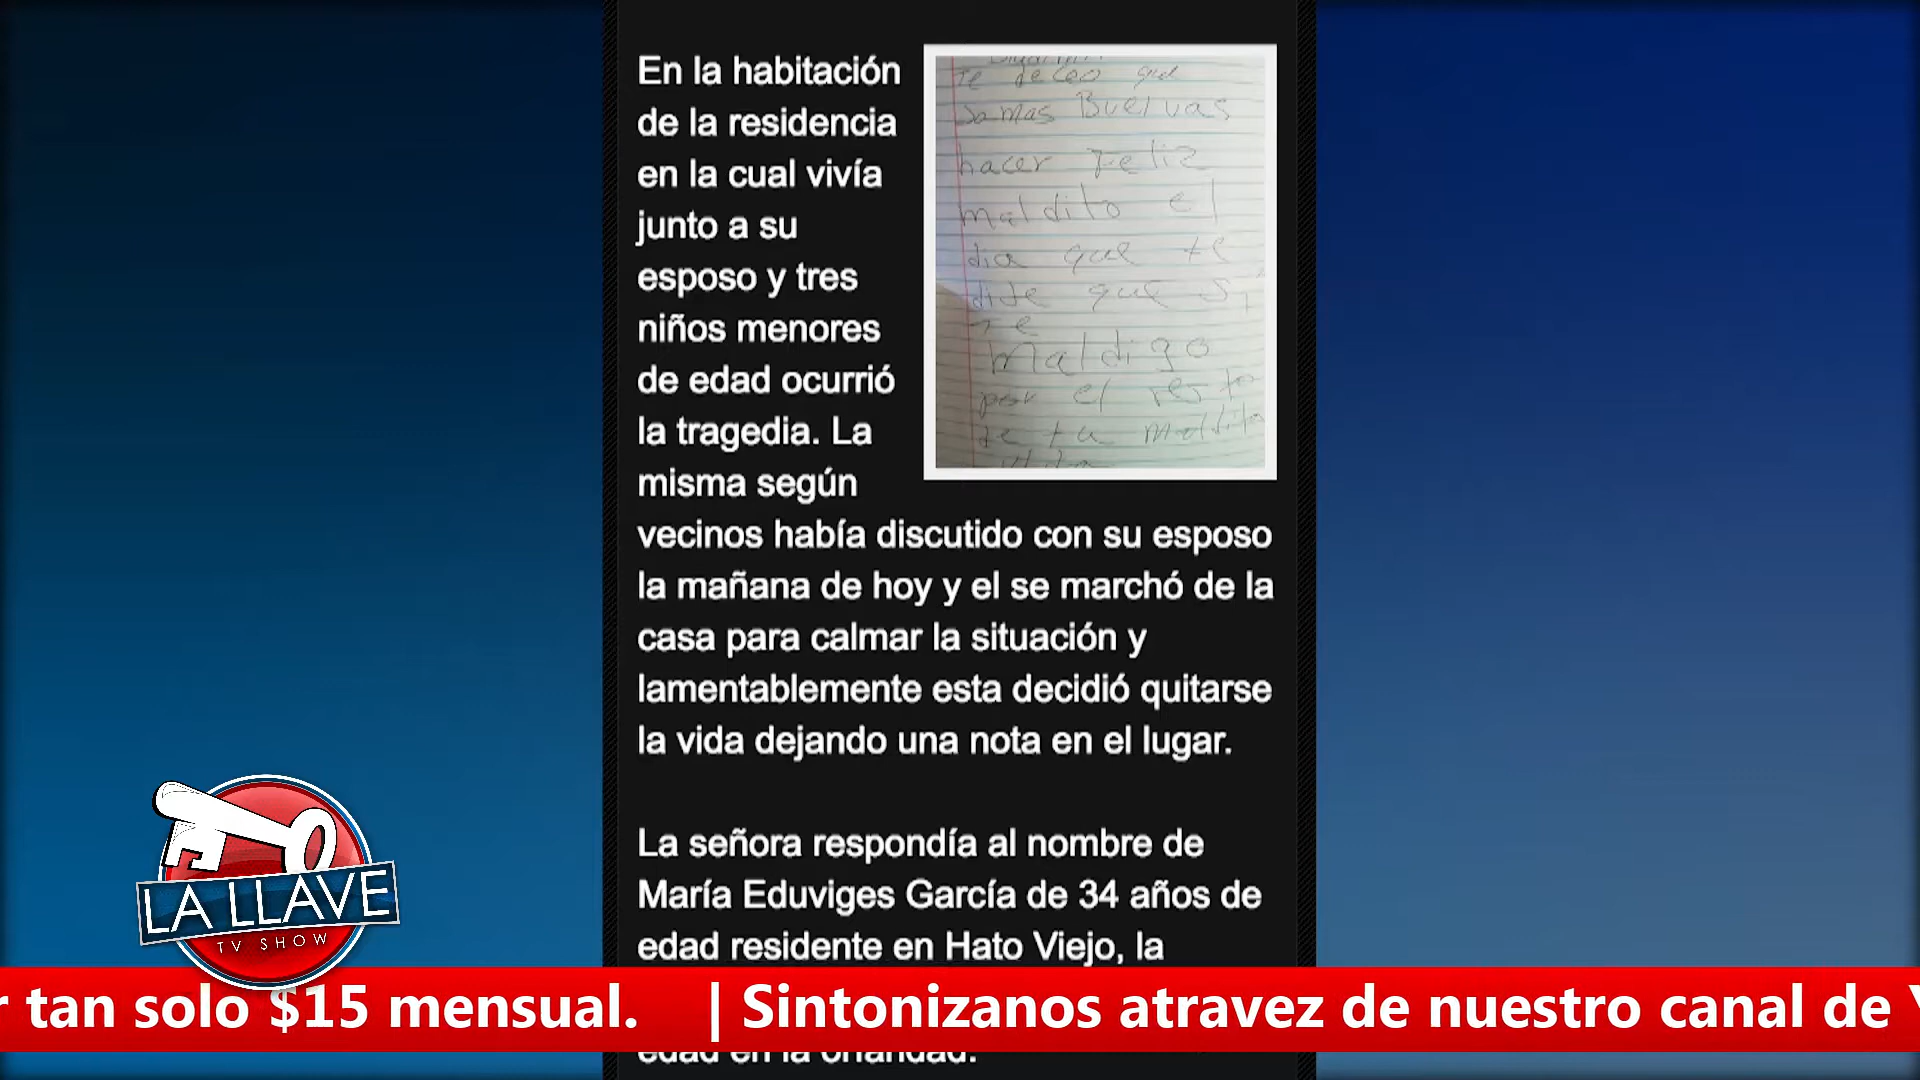 En la habitación
de la residencia
en la cual vivía
junto a su
esposo y tres
niños menores
de edad ocurrió
la tragedia. La
misma según
vecinos había discutido con su esposo
la mañana de hoy y el se marchó de la
casa para calmar la situación y
lamentablemente esta decidió quitarse
la vida dejando una nota en el lugar.
La señora respondía al nombre de
María Eduviges García de 34 años de
edad residente en Hato Viejo, la
edad en la orfandad.
Te deceo que
Jamas Buelvas
hacer feliz
maldito el
dia que te
dije que si
Te
maldigo
por el resto
de tu maldita
LA LLAVE
TV SHOW
r tan solo $15 mensual. | Sintonizanos atravez de nuestro canal de Y